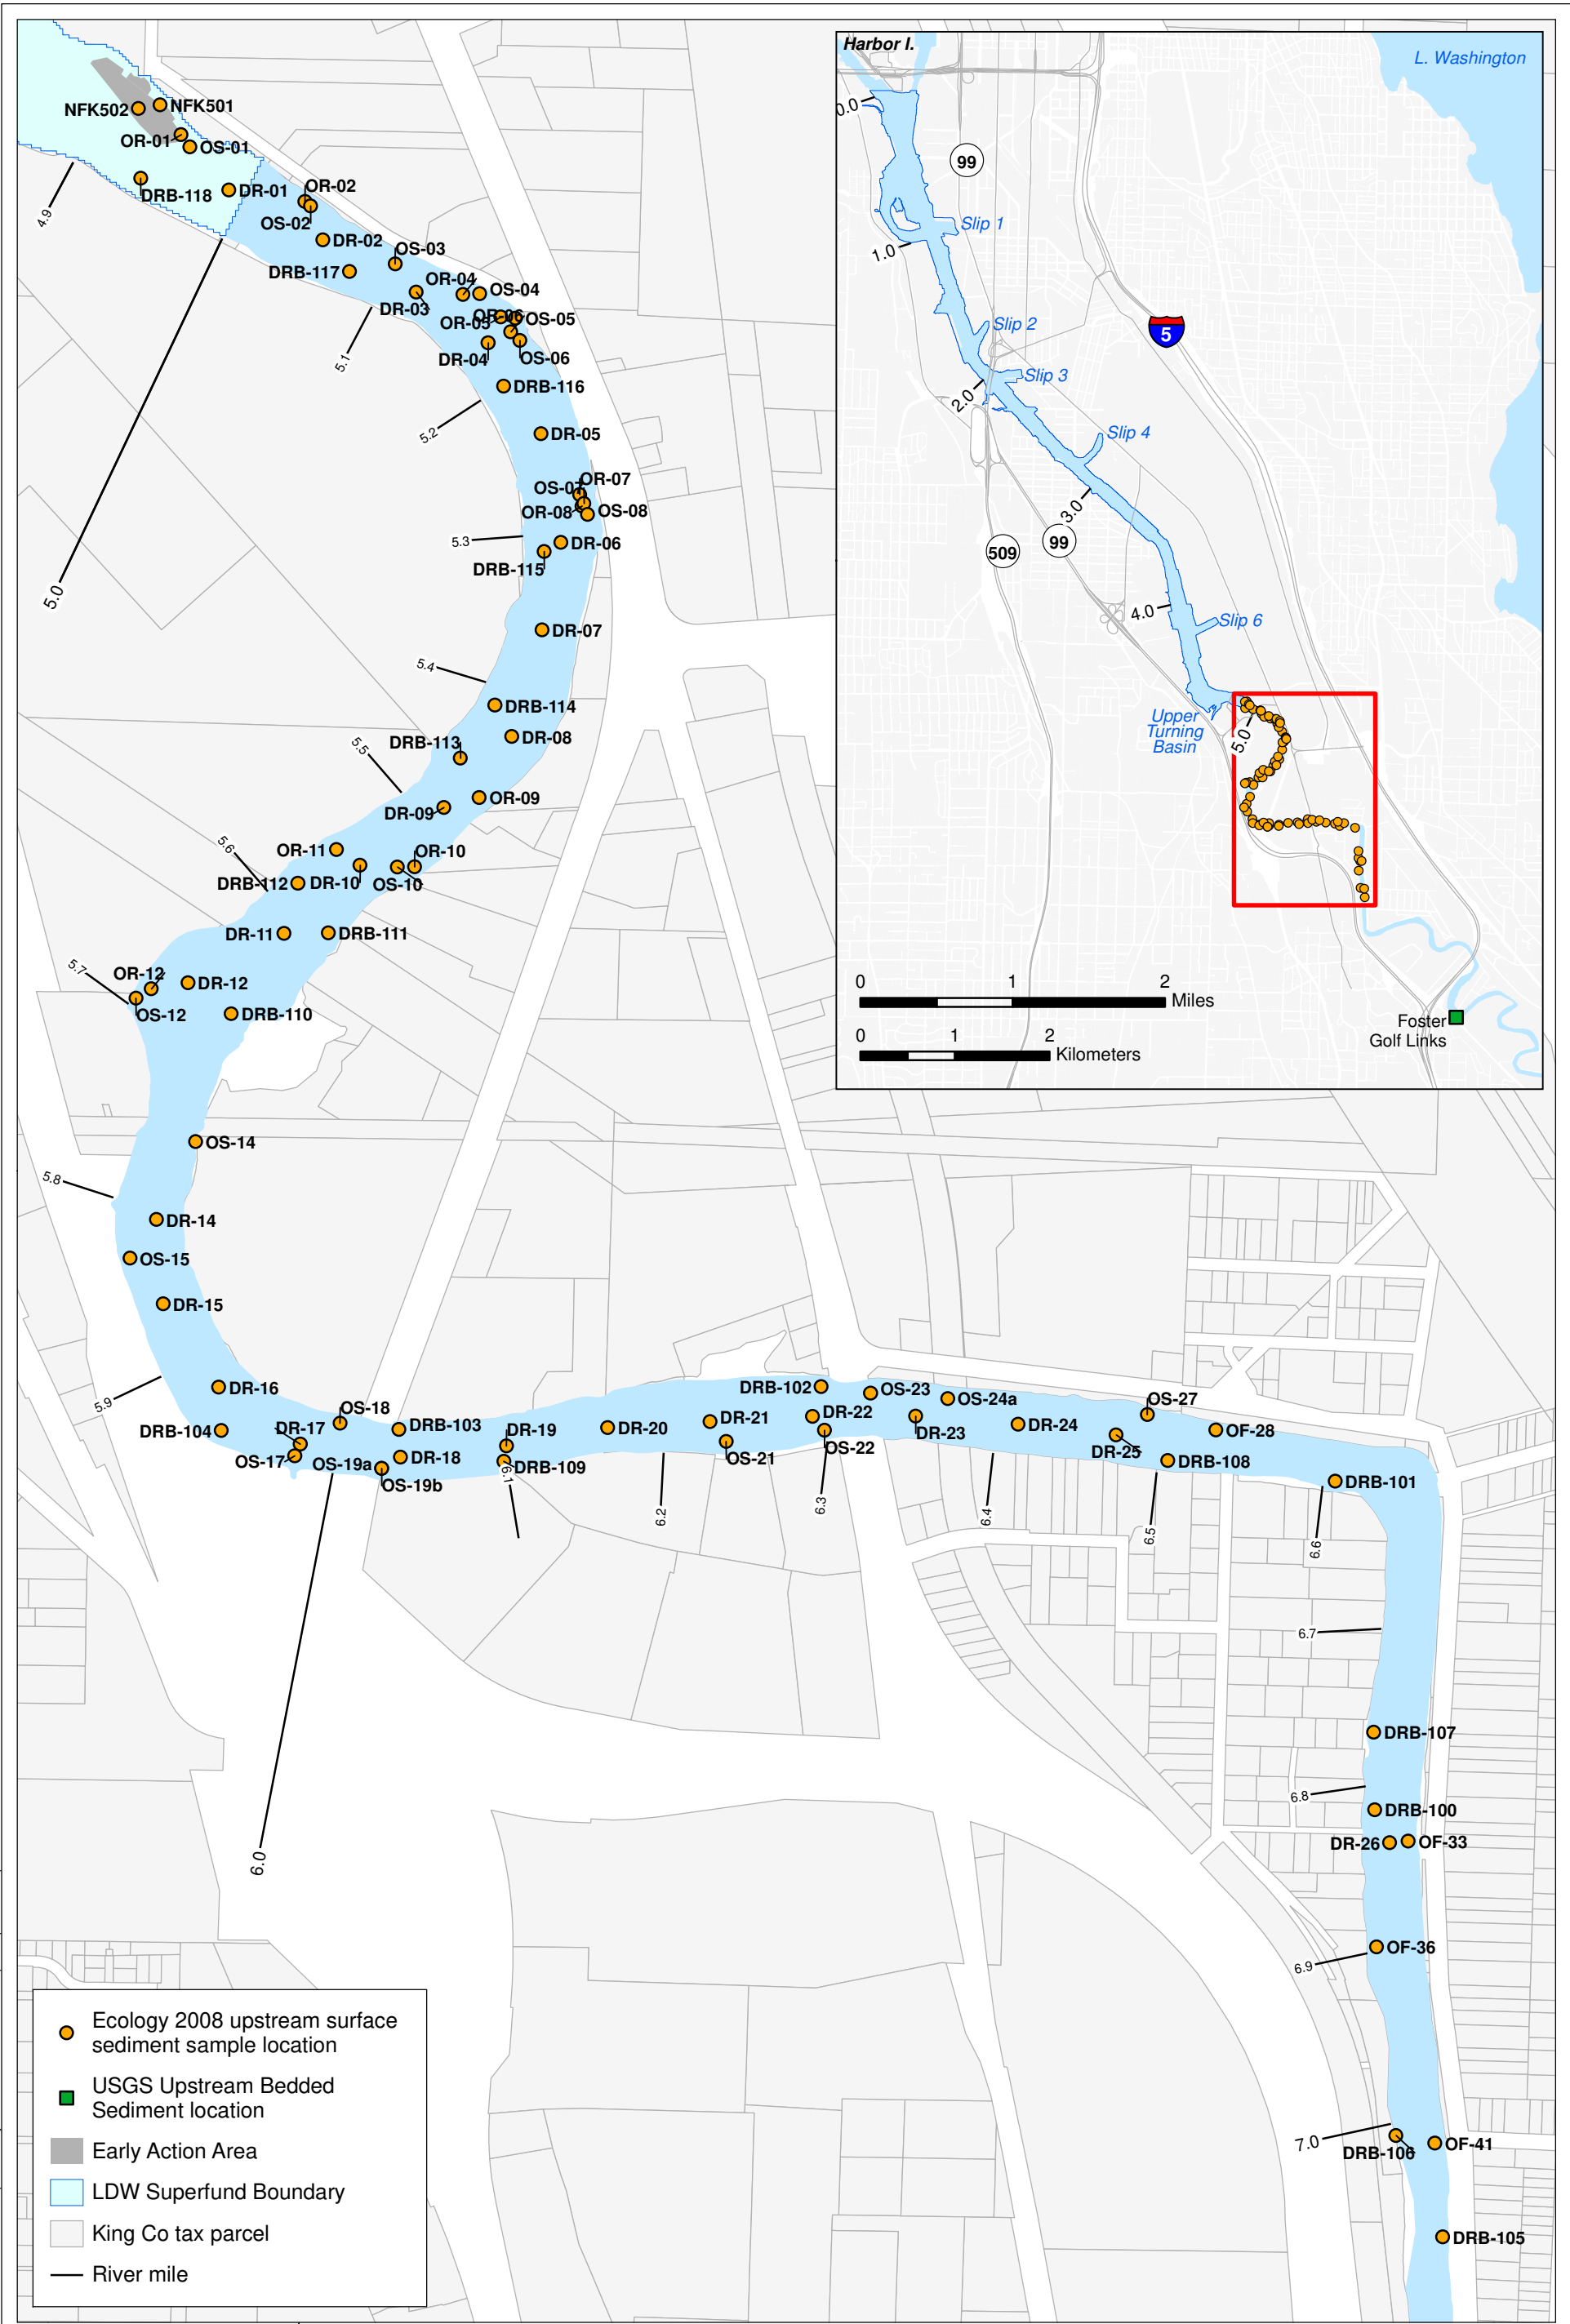 Harbor I.
L. Washington
0.0
99
Slip 1
1.0
Slip 2
5
Slip 3
2.0
Slip 4
3.0
509
99
4.0
Slip 6
Upper
Turning
Basin
5.0
0 1 2
Miles
0 1 2
Kilometers
Foster
Golf Links
NFK502
NFK501
OR-01
OS-01
DRB-118
DR-01
OR-02
OS-02
4.9
DR-02
OS-03
DRB-117
OR-04
OS-04
DR-03
OR-06
OR-05
OS-05
5.1
DR-04
OS-06
DRB-116
5.2
DR-05
OR-07
OS-07
OR-08
OS-08
5.3
DR-06
DRB-115
5.0
DR-07
5.4
DRB-114
DR-08
DRB-113
5.5
OR-09
DR-09
5.6
OR-11
OR-10
DRB-112
DR-10
OS-10
DR-11
DRB-111
5.7
OR-12
DR-12
OS-12
DRB-110
OS-14
5.8
DR-14
OS-15
DR-15
DR-16
5.9
OS-18
DRB-104
DR-17
DRB-103
OS-17
OS-19a
DR-18
OS-19b
DR-19
DRB-109
6.1
DR-20
DR-21
OS-21
6.2
DRB-102
DR-22
OS-22
6.3
OS-23
OS-24a
DR-23
DR-24
6.4
OS-27
DR-25
OF-28
DRB-108
6.5
DRB-101
6.6
6.7
DRB-107
6.8
DRB-100
DR-26
OF-33
6.0
OF-36
6.9
7.0
DRB-106
OF-41
DRB-105
Ecology 2008 upstream surface
sediment sample location
USGS Upstream Bedded
Sediment location
Early Action Area
LDW Superfund Boundary
King Co tax parcel
River mile